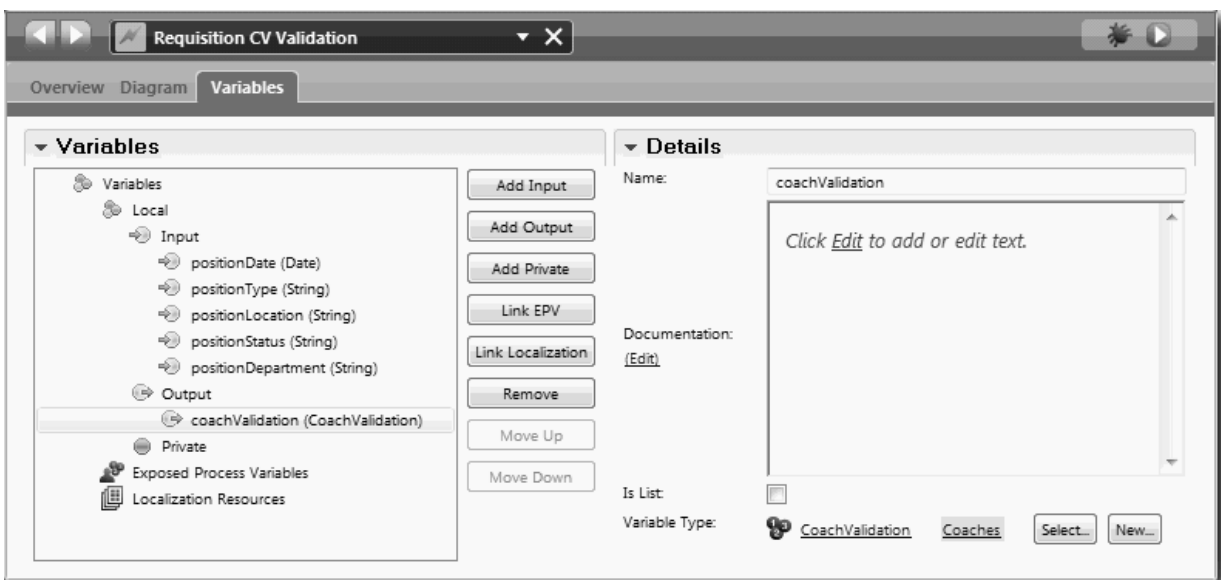 Requisition CV Validation
Overview Diagram Variables
Variables
Variables
Local
Input
positionDate (Date)
positionType (String)
positionLocation (String)
positionStatus (String)
positionDepartment (String)
Output
coachValidation (CoachValidation)
Private
Exposed Process Variables
Localization Resources
Add Input
Add Output
Add Private
Link EPV
Link Localization
Remove
Move Up
Move Down
Details
Name: coachValidation
Click Edit to add or edit text.
Documentation:
(Edit)
Is List:
Variable Type: CoachValidation Coaches Select... New...